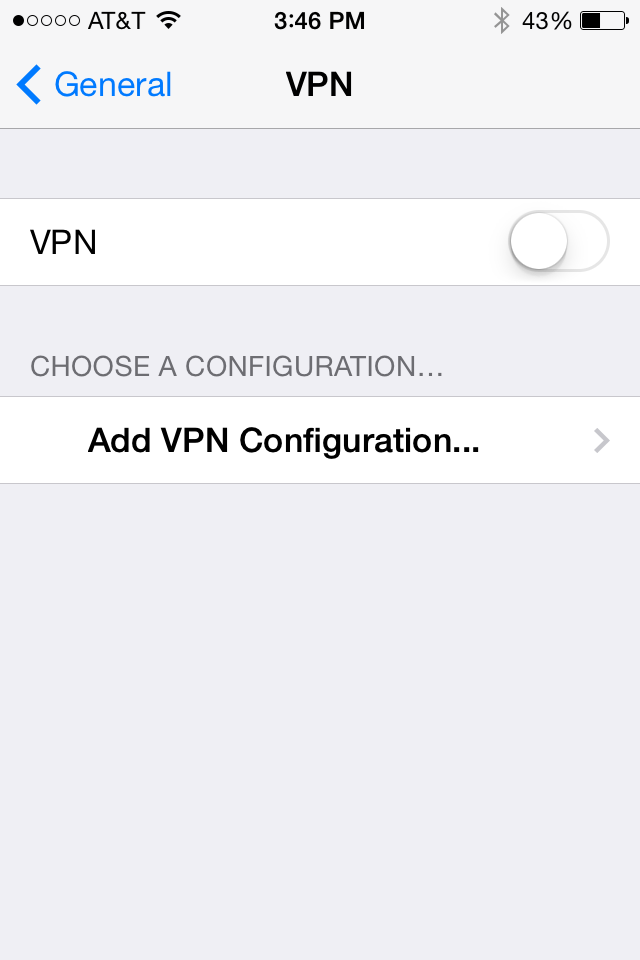 AT&T 3:46 PM 43%
General VPN
VPN
CHOOSE A CONFIGURATION...
Add VPN Configuration...